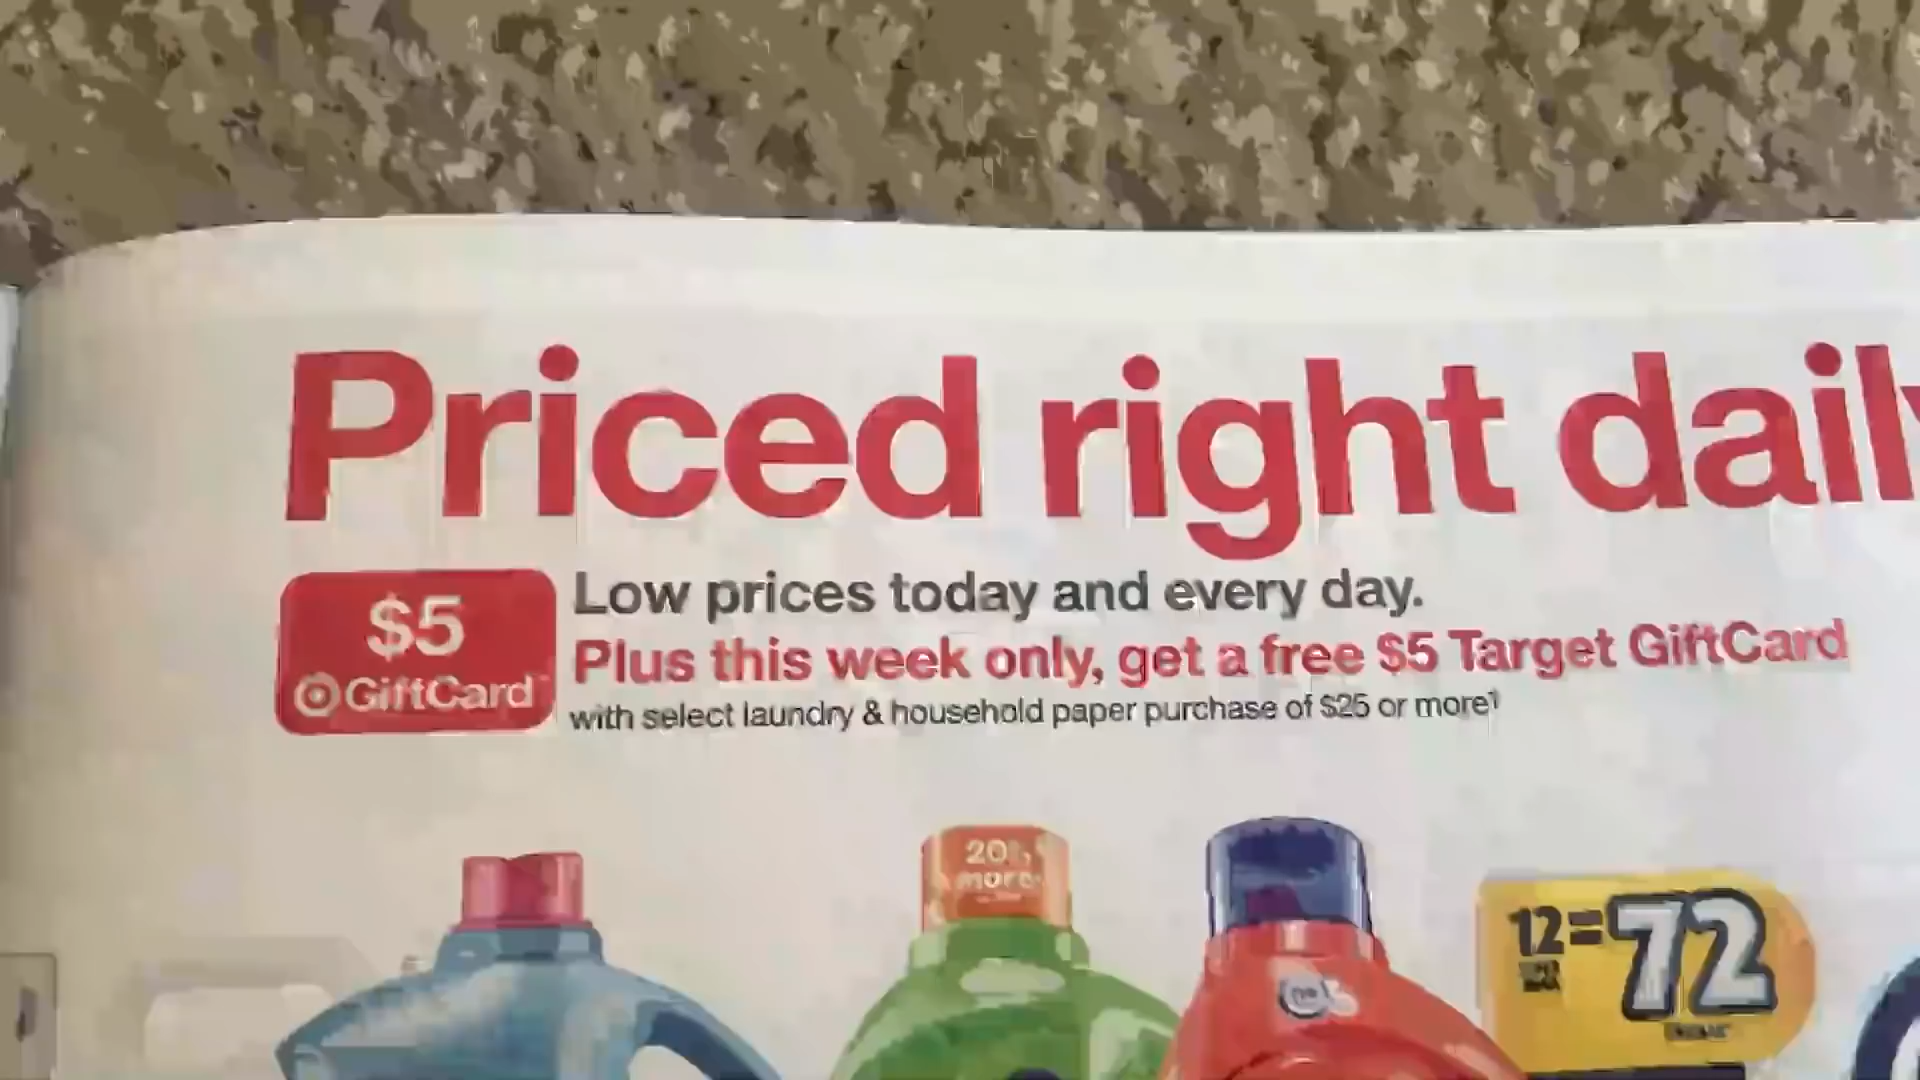 Priced right daily
$5
GiftCard
Low prices today and every day.
Plus this week only, get a free $5 Target GiftCard
with select laundry & household paper purchase of $25 or more¹
20% more
12=72